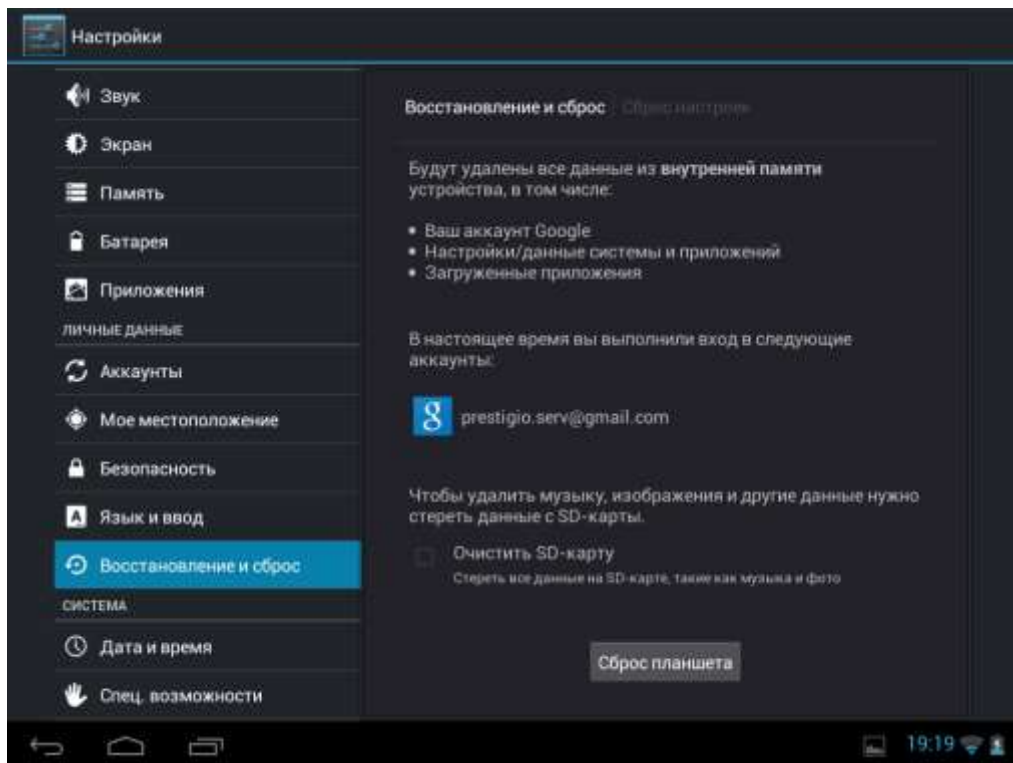 Настройки
Звук
Экран
Память
Батарея
Приложения
ЛИЧНЫЕ ДАННЫЕ
Аккаунты
Мое местоположение
Безопасность
Язык и ввод
Восстановление и сброс
СИСТЕМА
Дата и время
Спец. возможности
Восстановление и сброс Сброс настроек
Будут удалены все данные из внутренней памяти
устройства, в том числе:
• Ваш аккаунт Google
• Настройки/данные системы и приложений
• Загруженные приложения
В настоящее время вы выполнили вход в следующие
аккаунты:
prestigio.serv@gmail.com
Чтобы удалить музыку, изображения и другие данные нужно
стереть данные с SD-карты.
Очистить SD-карту
Стереть все данные на SD-карте, такие как музыка и фото
Сброс планшета
19:19